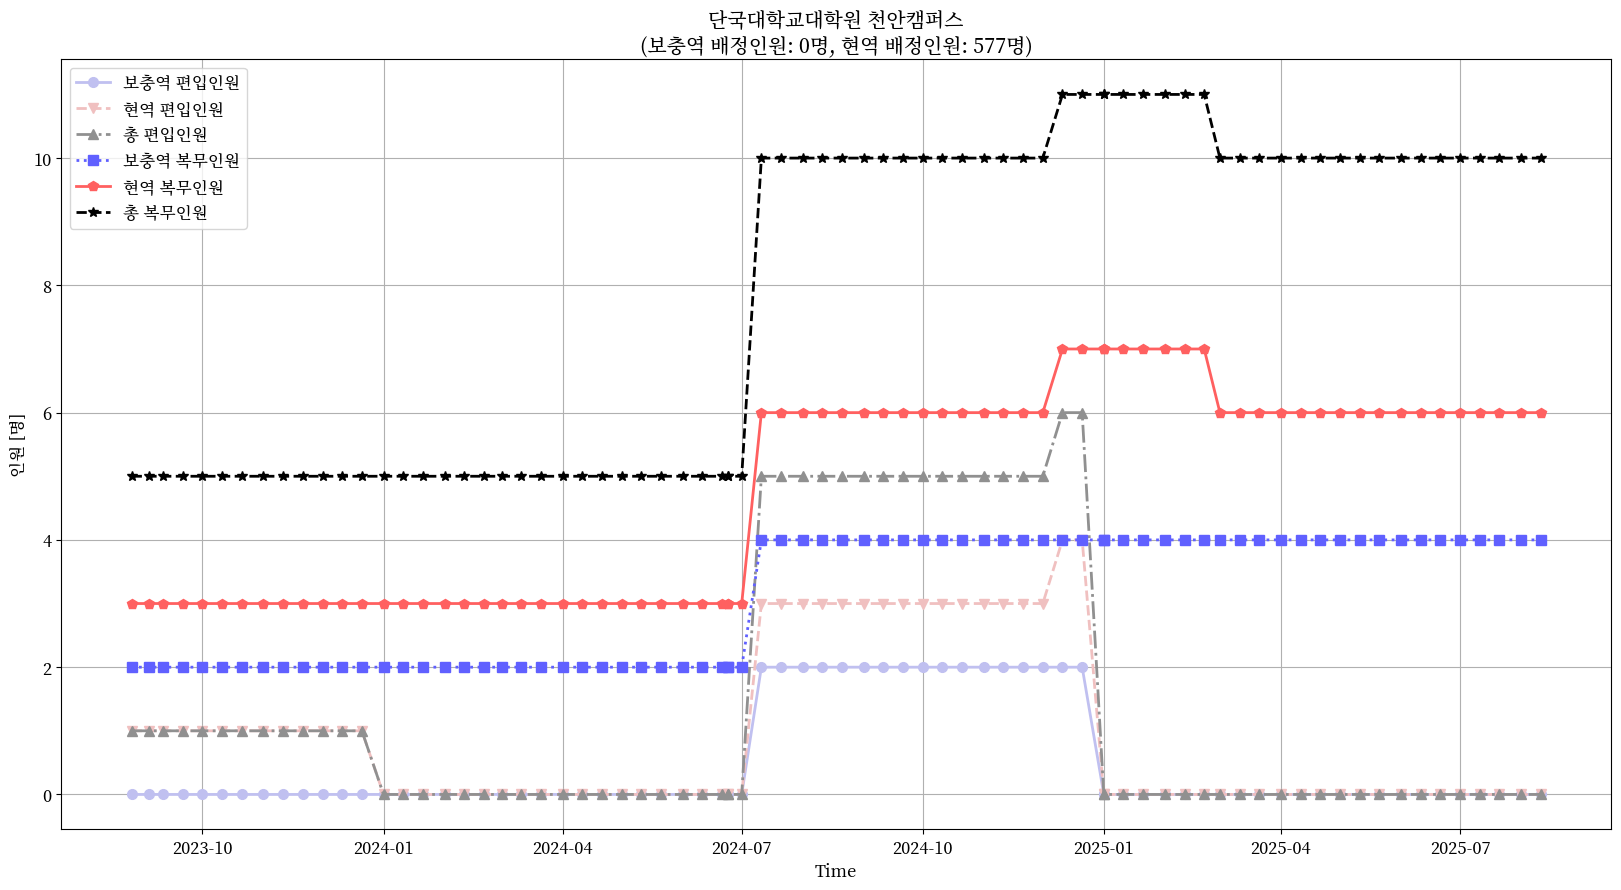 단국대학교대학원 천안캠퍼스
(보충역 배정인원: 0명, 현역 배정인원: 577명)
보충역 편입인원
현역 편입인원
총 편입인원
보충역 복무인원
현역 복무인원
총 복무인원
인원 [명]
10
8
6
4
2
0
2023-10
2024-01
2024-04
2024-07
2024-10
2025-01
2025-04
2025-07
Time